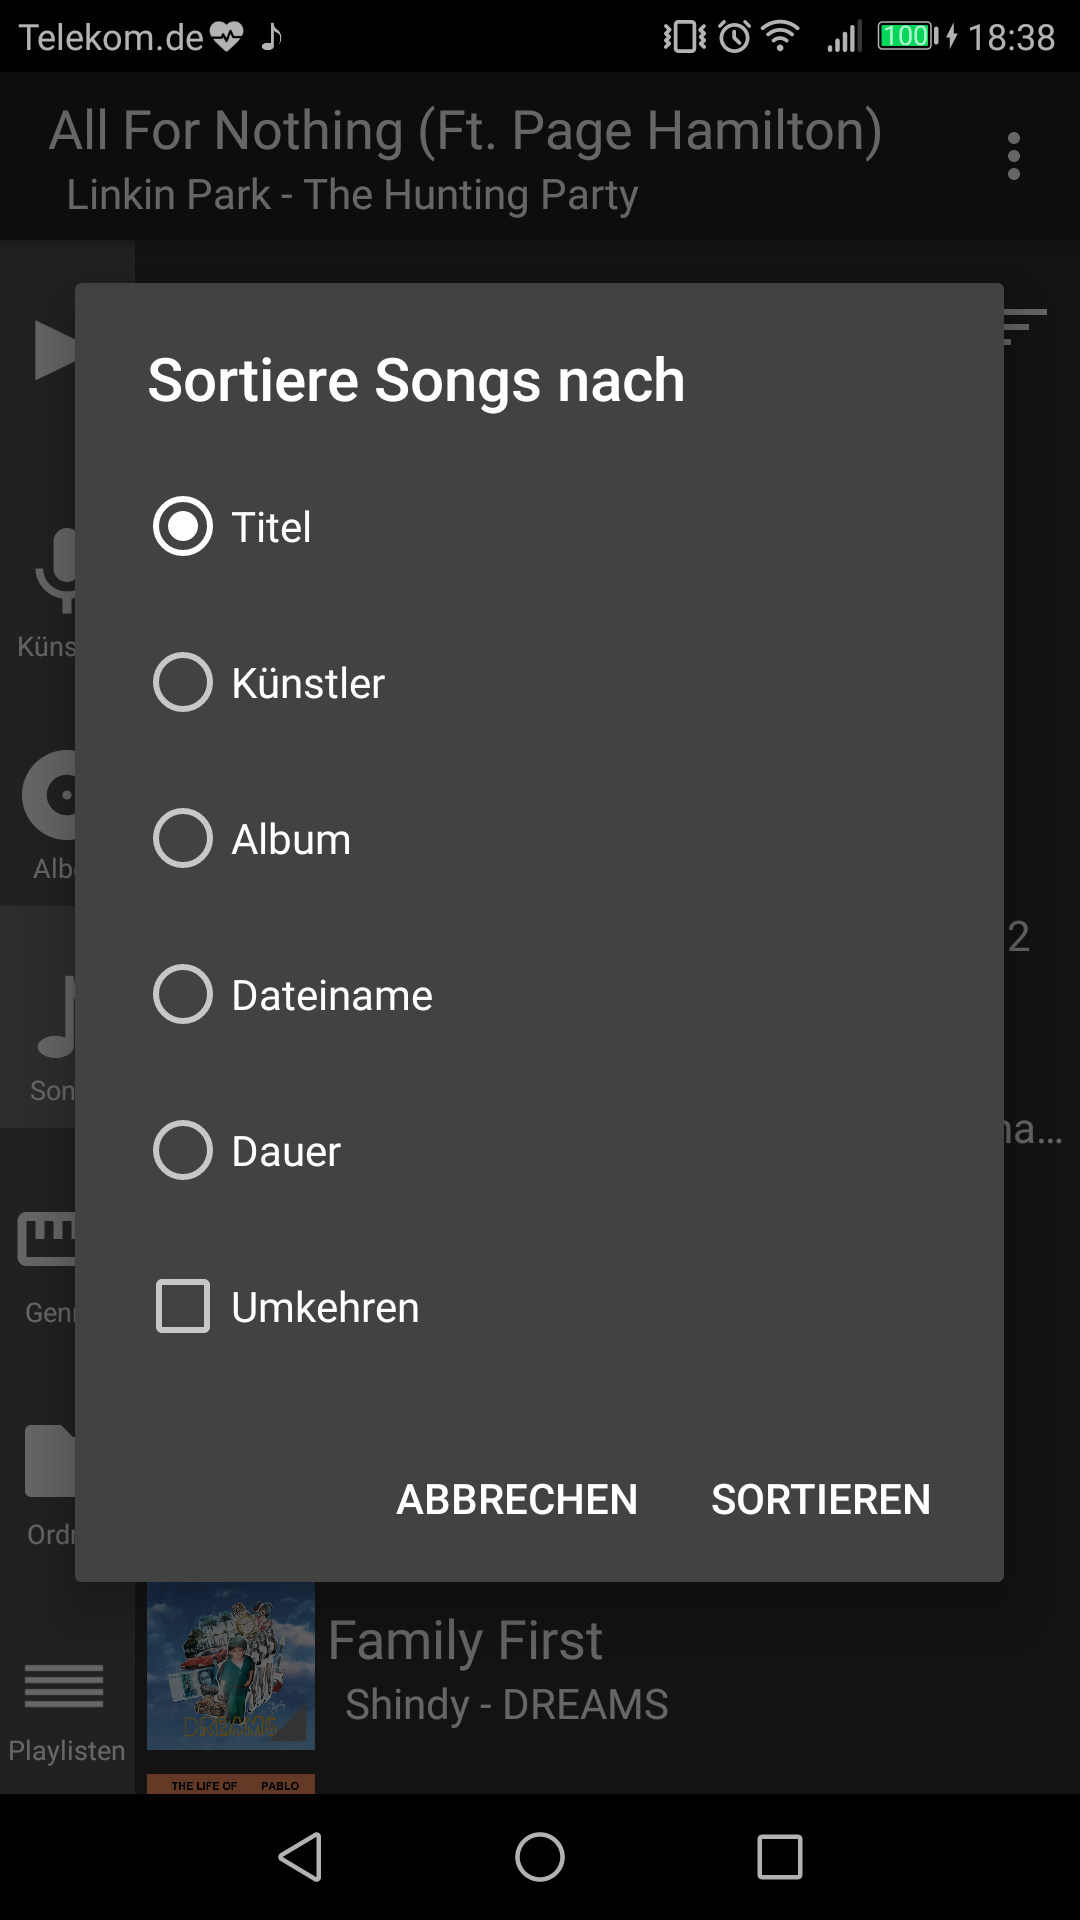 Telekom.de
100
18:38
All For Nothing (Ft. Page Hamilton)
Linkin Park - The Hunting Party
Sortiere Songs nach
Titel
Küns
Künstler
Album
Alb
2
Dateiname
Son
na...
Dauer
Gen
Umkehren
ABBRECHEN SORTIEREN
Ord
Family First
Shindy - DREAMS
DREAMS
Playlisten
THE LIFE OF PABLO